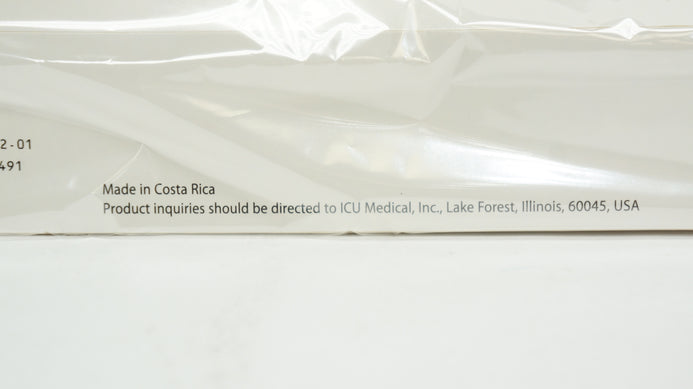 2-01
491
Made in Costa Rica
Product inquiries should be directed to ICU Medical, Inc., Lake Forest, Illinois, 60045, USA